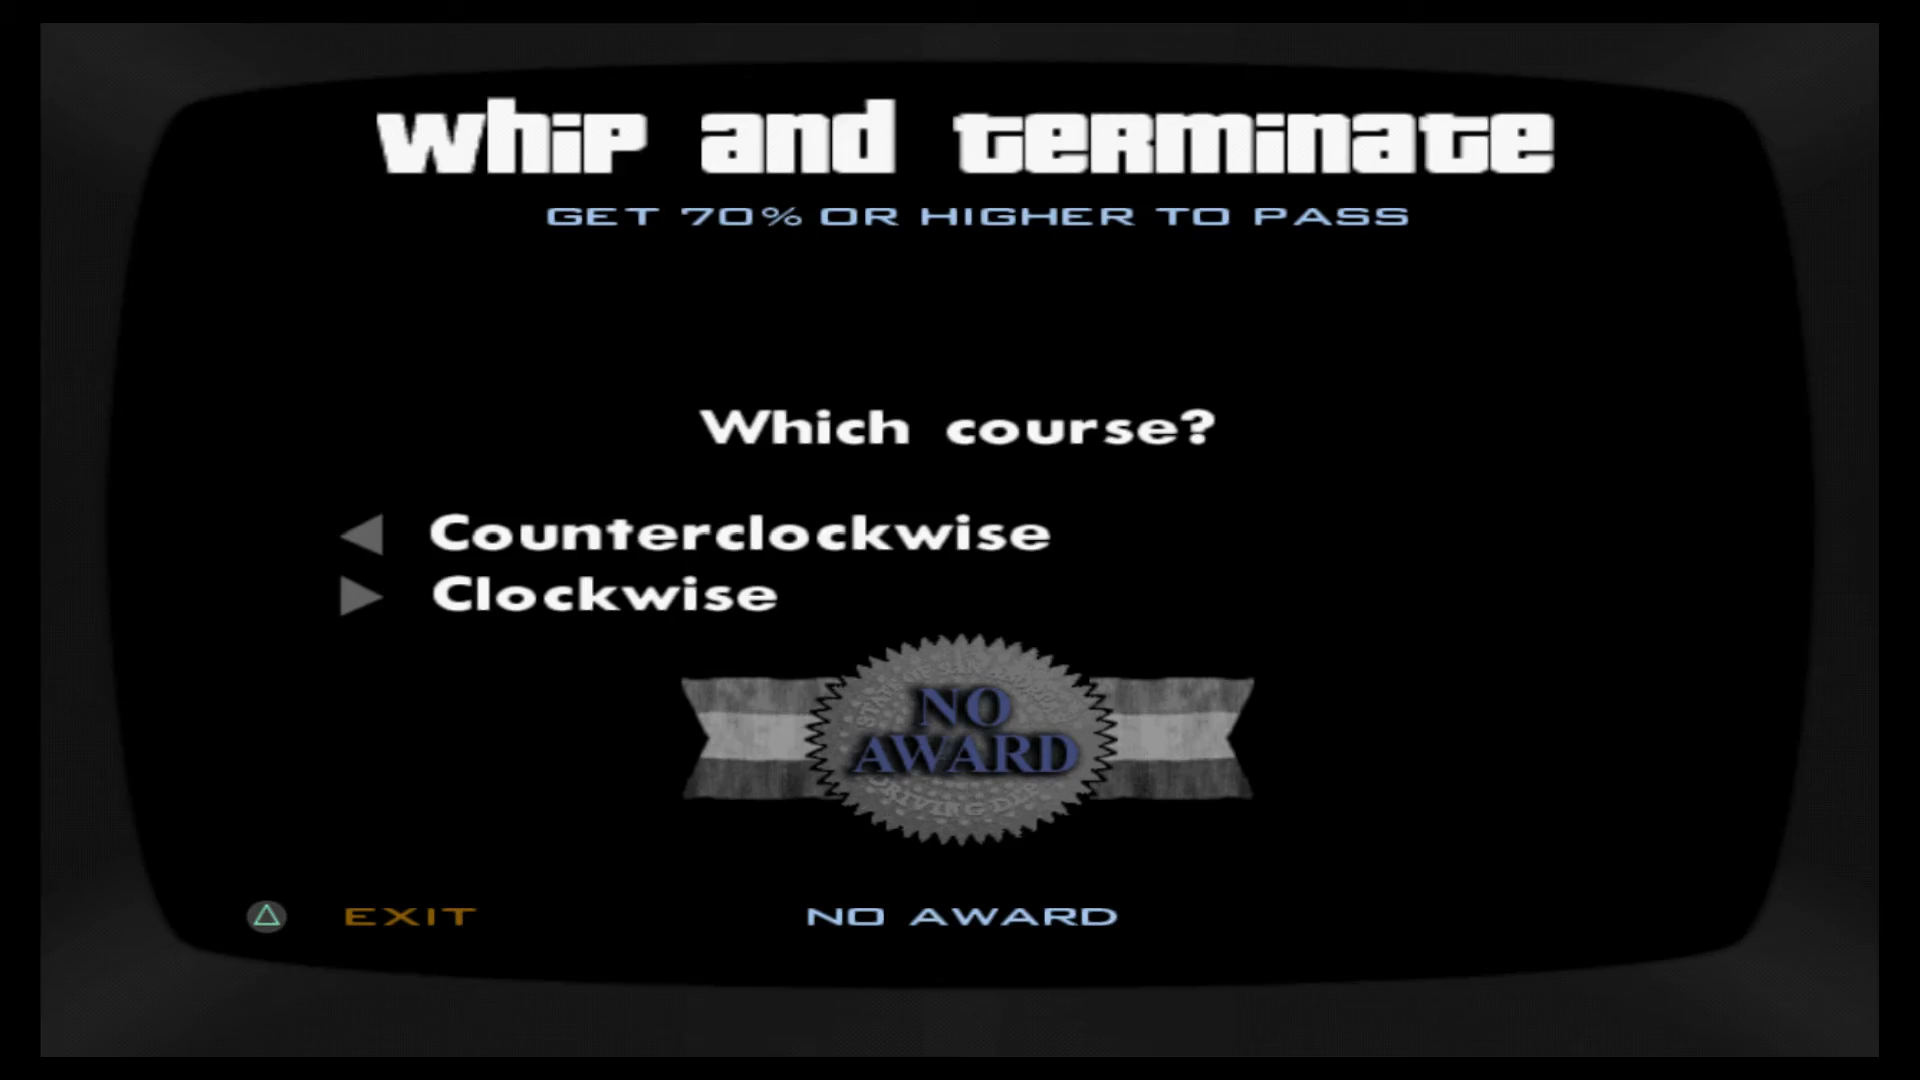 Whip and Terminate
GET 70% OR HIGHER TO PASS
Which course?
Counterclockwise
Clockwise
NO
AWARD
EXIT
NO AWARD